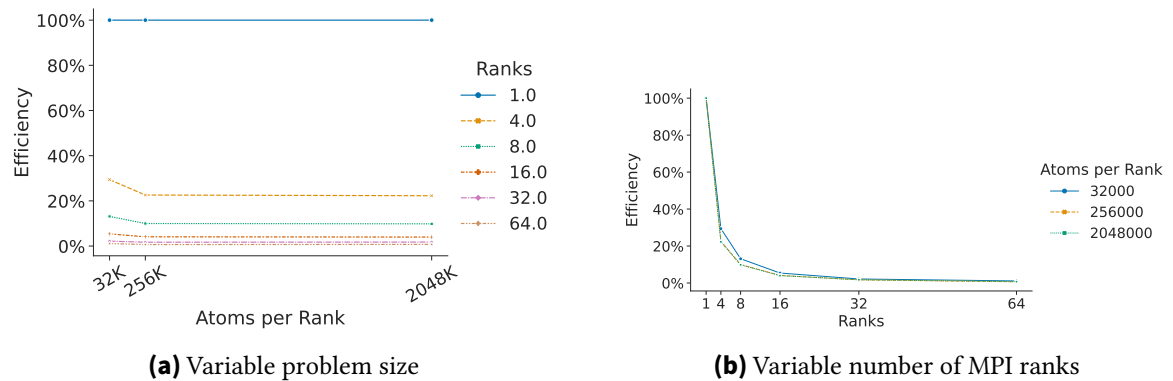 100%
80%
60%
40%
20%
0%
Efficiency
32K
256K
2048K
Atoms per Rank
Ranks
1.0
4.0
8.0
16.0
32.0
64.0
(a) Variable problem size
100%
80%
60%
40%
20%
0%
Efficiency
1 4 8 16 32 64
Ranks
Atoms per Rank
32000
256000
2048000
(b) Variable number of MPI ranks